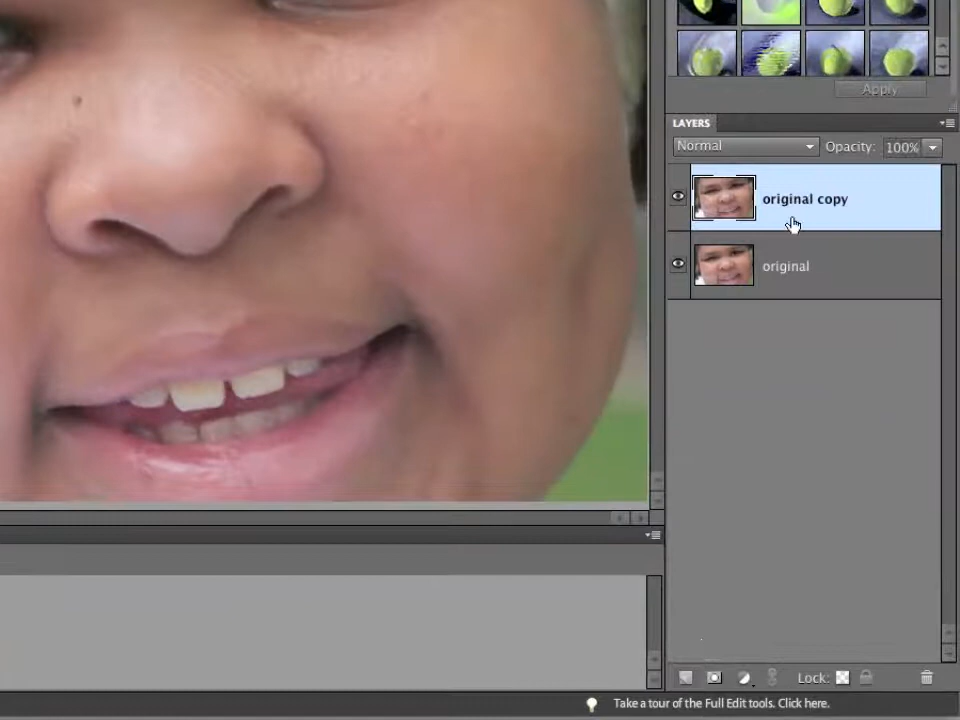 Apply
LAYERS
Normal Opacity: 100%
original copy
original
Lock:
Take a tour of the Full Edit tools. Click here.